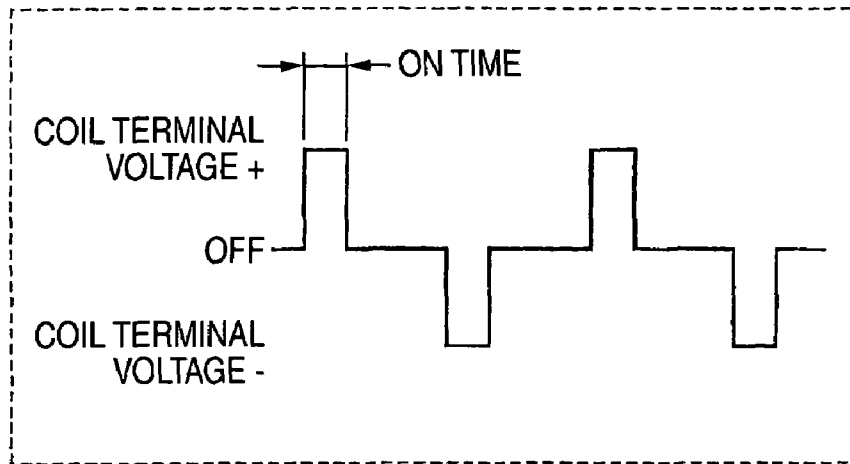 ON TIME
COIL TERMINAL
VOLTAGE +
OFF
COIL TERMINAL
VOLTAGE -